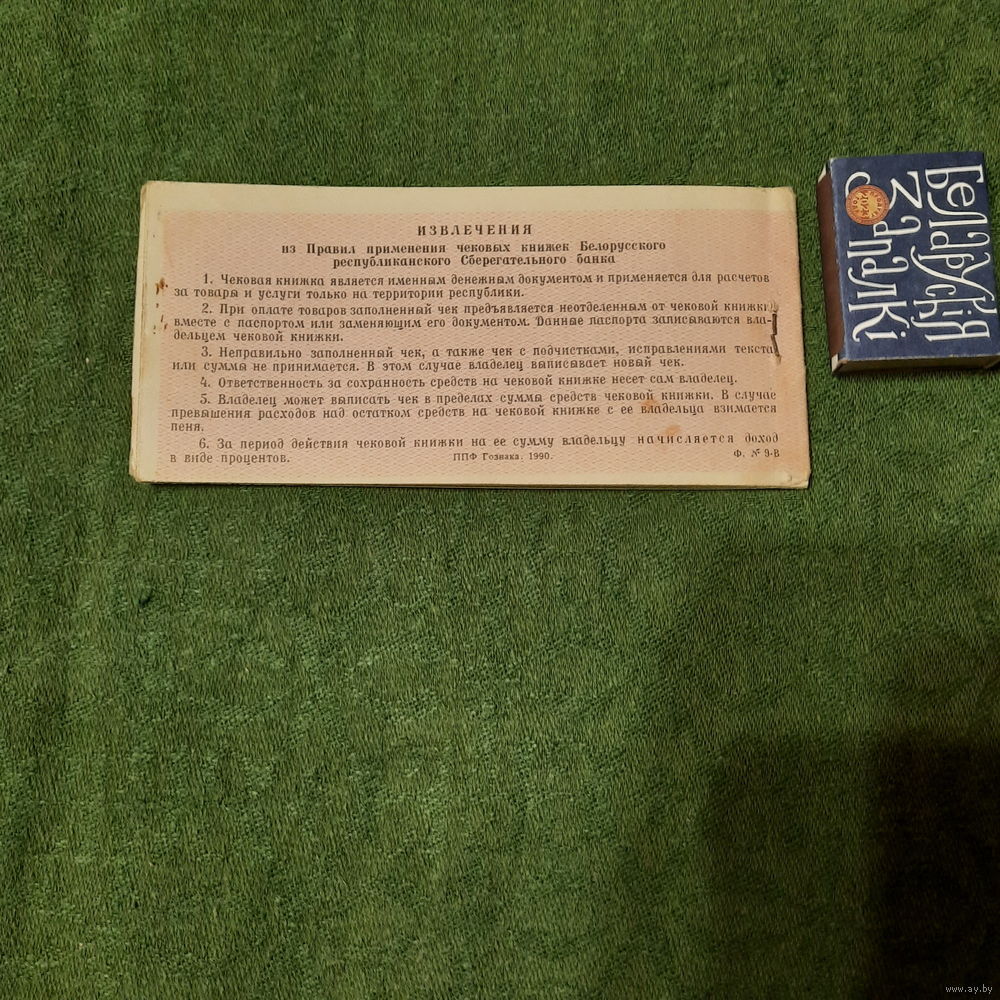 ИЗВЛЕЧЕНИЯ
из Правил применения чековых книжек Белорусского
республиканского Сберегательного банка
1. Чековая книжка является именным денежным документом и применяется для расчетов
за товары и услуги только на территории республики.
2. При оплате товаров заполненный чек предъявляется неотделенным от чековой книжки
вместе с паспортом или заменяющим его документом. Данные паспорта записываются вла-
дельцем чековой книжки.
3. Неправильно заполненный чек, а также чек с подчистками, исправлениями текста
или суммы не принимается. В этом случае владелец выписывает новый чек.
4. Ответственность за сохранность средств на чековой книжке несет сам владелец.
5. Владелец может выписать чек в пределах суммы средств чековой книжки. В случае
превышения расходов над остатком средств на чековой книжке с ее владельца взимается
пеня.
6. За период действия чековой книжки на ее сумму владельцу начисляется доход
в виде процентов.
ППФ Гознака. 1990.
Ф. № 9-В
Беларускія
запалкі
www.ay.by